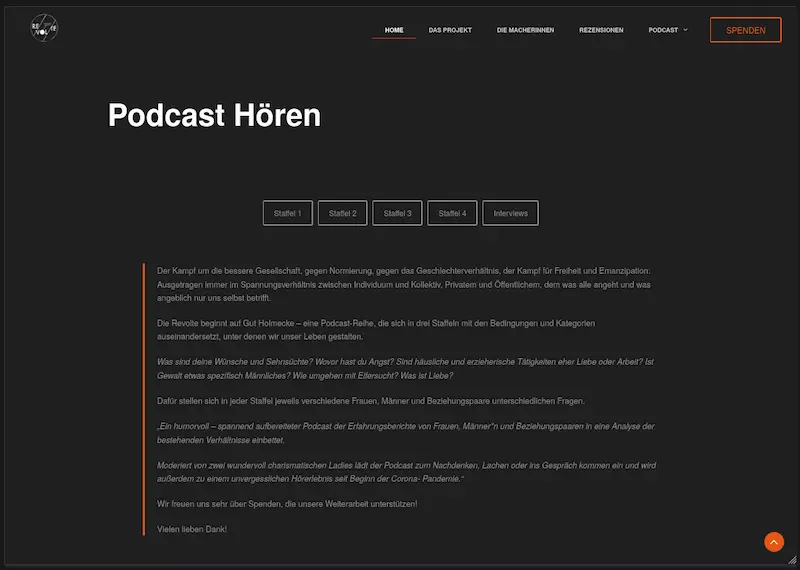 RE VOL TE
HOME
DAS PROJEKT
DIE MACHERINNEN
REZENSIONEN
PODCAST
SPENDEN
Podcast Hören
Staffel 1
Staffel 2
Staffel 3
Staffel 4
Interviews
Der Kampf um die bessere Gesellschaft, gegen Normierung, gegen das Geschlechterverhältnis, der Kampf für Freiheit und Emanzipation:
Ausgetragen immer im Spannungsverhältnis zwischen Individuum und Kollektiv, Privatem und Öffentlichem, dem was alle angeht und was
angeblich nur uns selbst betrifft.
Die Revolte beginnt auf Gut Holmecke – eine Podcast-Reihe, die sich in drei Staffeln mit den Bedingungen und Kategorien
auseinandersetzt, unter denen wir unser Leben gestalten.
Was sind deine Wünsche und Sehnsüchte? Wovor hast du Angst? Sind häusliche und erzieherische Tätigkeiten eher Liebe oder Arbeit? Ist
Gewalt etwas spezifisch Männliches? Wie umgehen mit Eifersucht? Was ist Liebe?
Dafür stellen sich in jeder Staffel jeweils verschiedene Frauen, Männer und Beziehungspaare unterschiedlichen Fragen.
„Ein humorvoll – spannend aufbereiteter Podcast der Erfahrungsberichte von Frauen, Männer*n und Beziehungspaaren in eine Analyse der
bestehenden Verhältnisse einbettet.
Moderiert von zwei wundervoll charismatischen Ladies lädt der Podcast zum Nachdenken, Lachen oder ins Gespräch kommen ein und wird
außerdem zu einem unvergesslichen Hörerlebnis seit Beginn der Corona- Pandemie."
Wir freuen uns sehr über Spenden, die unsere Weiterarbeit unterstützen!
Vielen lieben Dank!